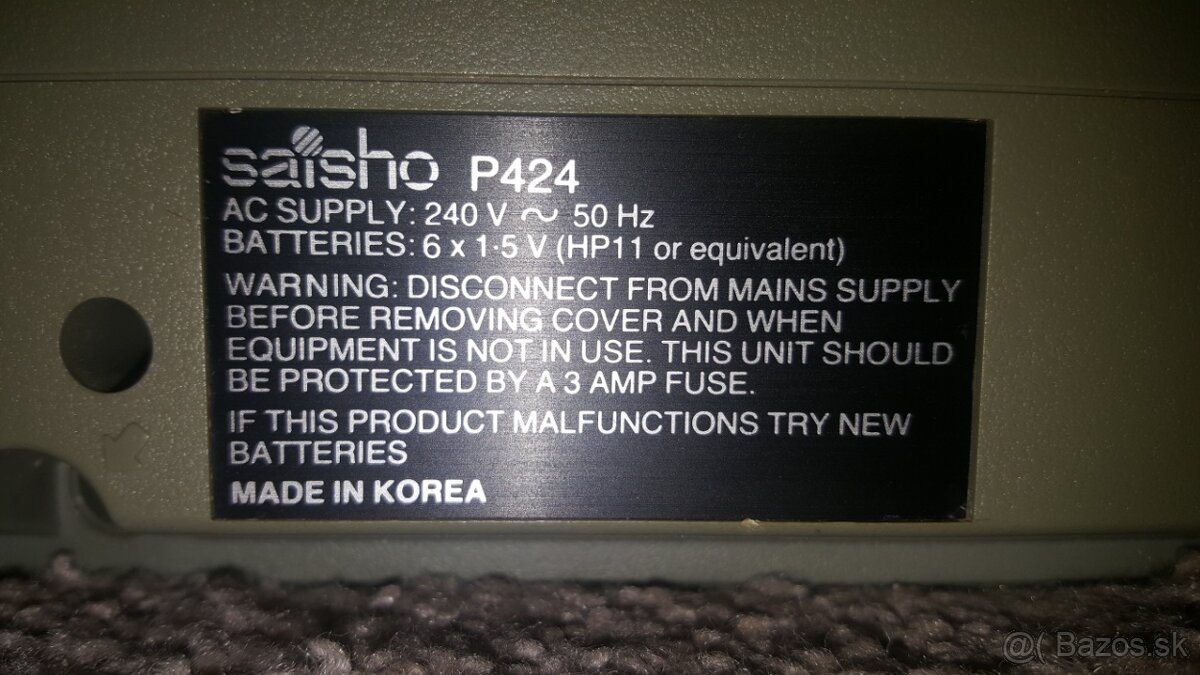 saisho P424
AC SUPPLY: 240 V ~ 50 Hz
BATTERIES: 6 x 1·5 V (HP11 or equivalent)
WARNING: DISCONNECT FROM MAINS SUPPLY
BEFORE REMOVING COVER AND WHEN
EQUIPMENT IS NOT IN USE. THIS UNIT SHOULD
BE PROTECTED BY A 3 AMP FUSE.
IF THIS PRODUCT MALFUNCTIONS TRY NEW
BATTERIES
MADE IN KOREA
@( Bazos.sk